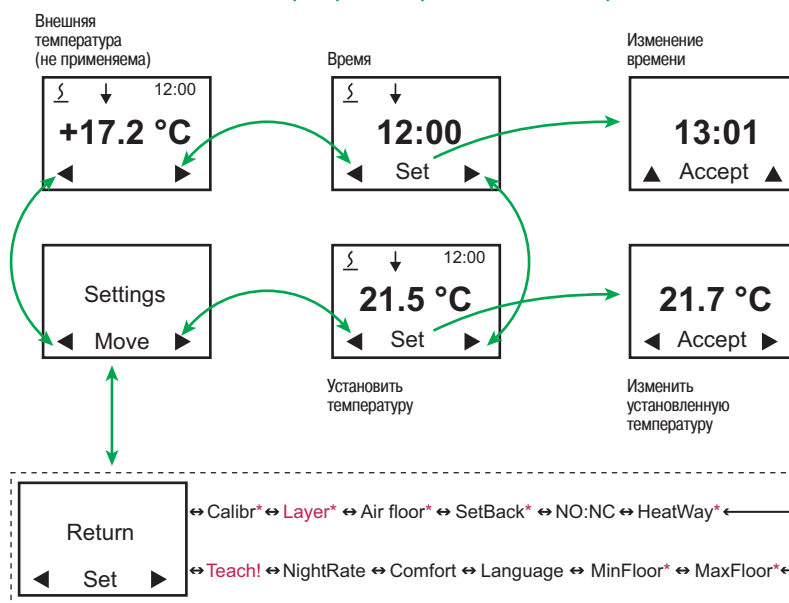 Внешняя
температура
(не применяема)
Время
Изменение
времени
12:00
+17.2 °C
◀ ▶
12:00
◀ Set ▶
13:01
▲ Accept ▲
Settings
◀ Move ▶
12:00
21.5 °C
◀ Set ▶
21.7 °C
◀ Accept ▶
Установить
температуру
Изменить
установленную
температуру
Return
◀ Set ▶
↔ Calibr* ↔ Layer* ↔ Air floor* ↔ SetBack* ↔ NO:NC ↔ HeatWay* ←
↔ Teach! ↔ NightRate ↔ Comfort ↔ Language ↔ MinFloor* ↔ MaxFloor* ←